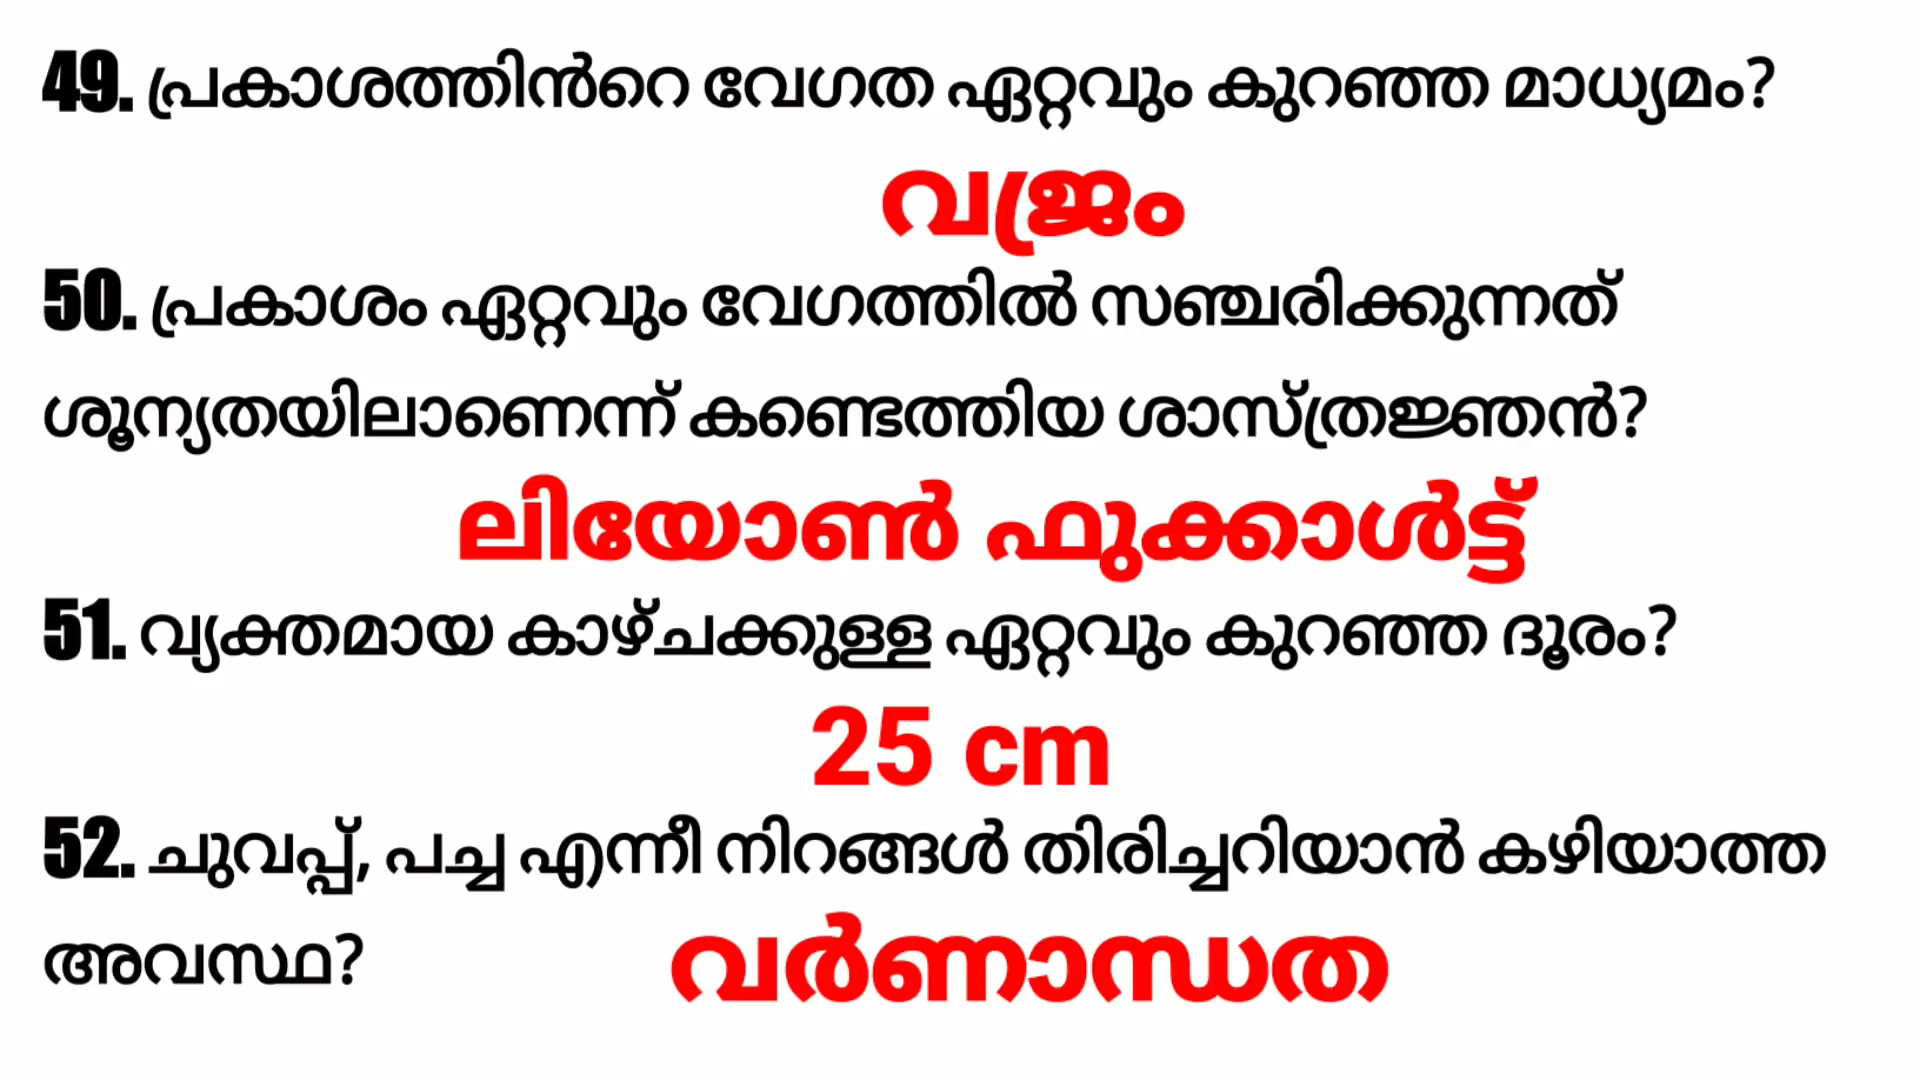 49. പ്രകാശത്തിൻറെ വേഗത ഏറ്റവും കുറഞ്ഞ മാധ്യമം?
വജ്രം
50. പ്രകാശം ഏറ്റവും വേഗത്തിൽ സഞ്ചരിക്കുന്നത്
ശൂന്യതയിലാണെന്ന് കണ്ടെത്തിയ ശാസ്ത്രജ്ഞൻ?
ലിയോൺ ഫുക്കാൾട്ട്
51. വ്യക്തമായ കാഴ്ചക്കുള്ള ഏറ്റവും കുറഞ്ഞ ദൂരം?
25 cm
52. ചുവപ്പ്, പച്ച എന്നീ നിറങ്ങൾ തിരിച്ചറിയാൻ കഴിയാത്ത
അവസ്ഥ? വർണാന്ധത